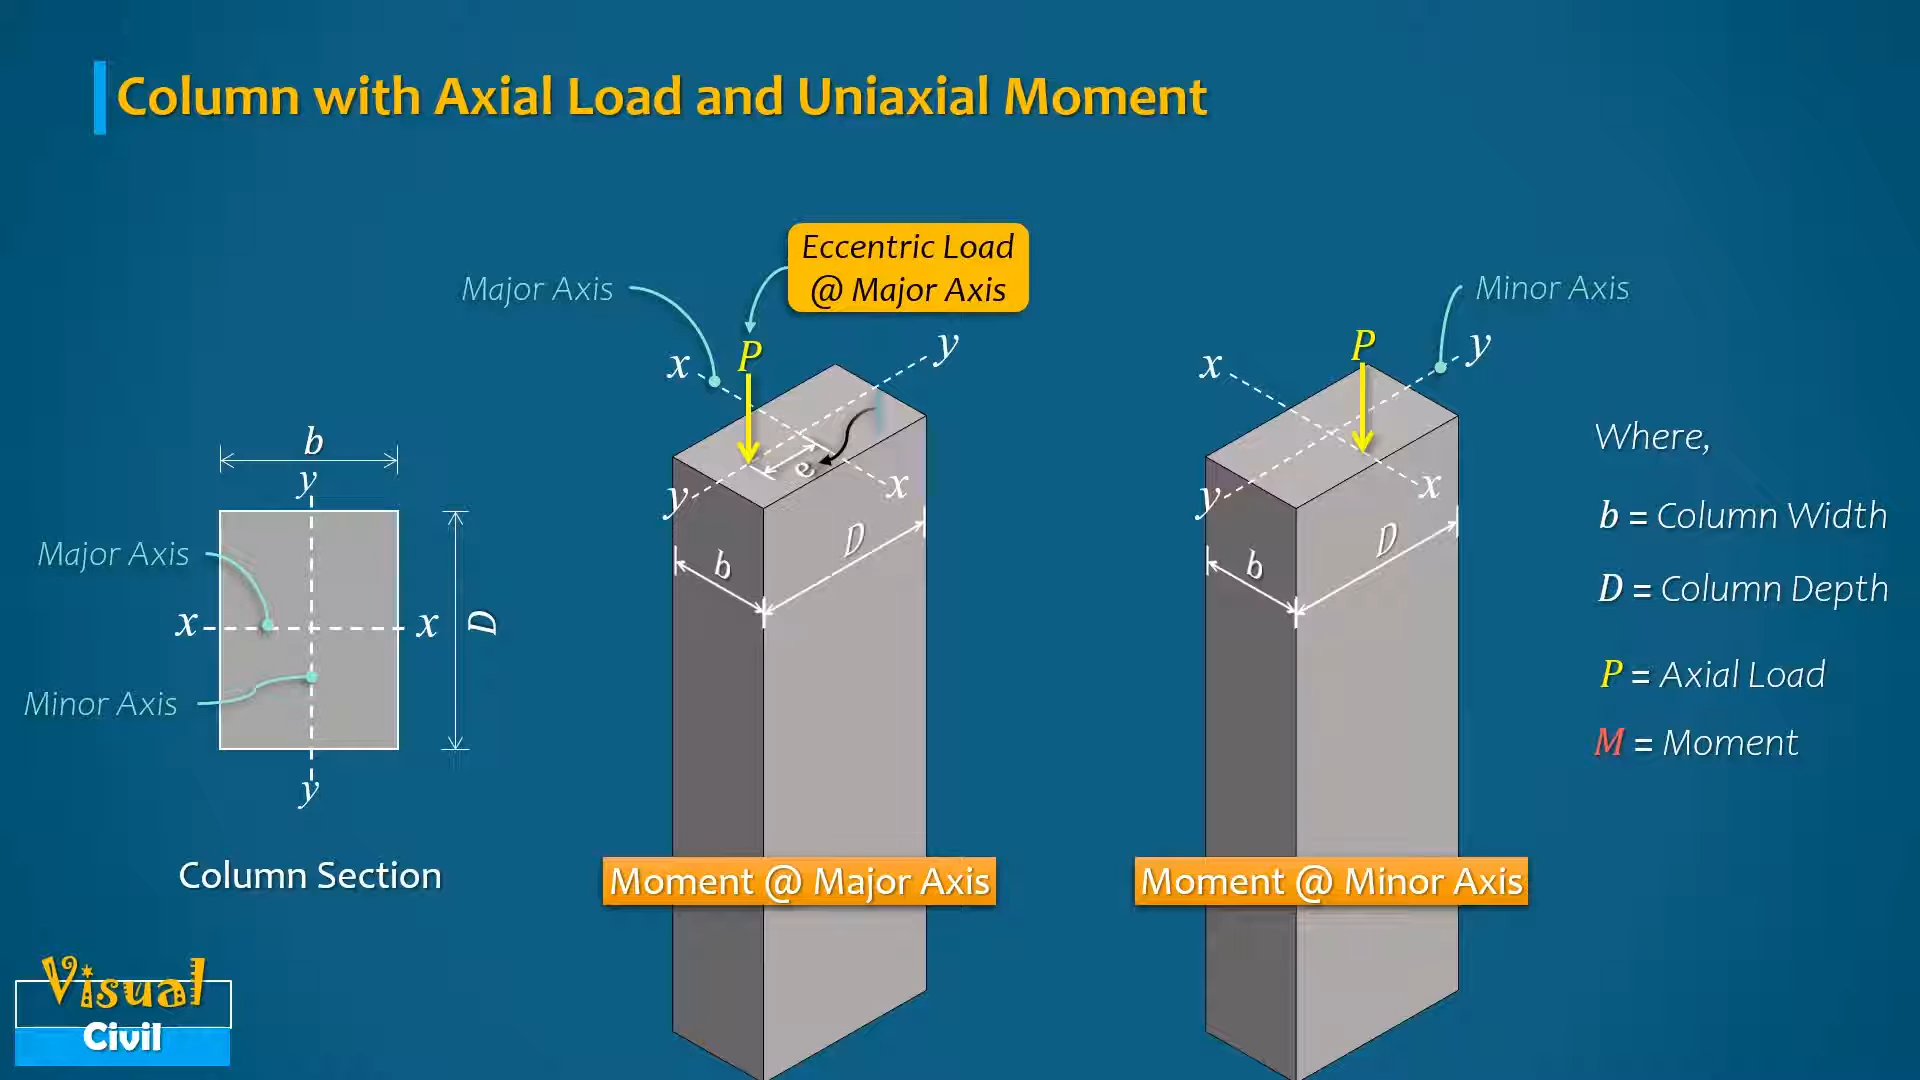 Column with Axial Load and Uniaxial Moment
Eccentric Load
@ Major Axis
Major Axis
Minor Axis
x
P
y
x
P
y
e
y
x
y
x
b
D
b
D
b
y
Major Axis
x
x
D
Minor Axis
y
Where,
b = Column Width
D = Column Depth
P = Axial Load
M = Moment
Column Section
Moment @ Major Axis
Moment @ Minor Axis
Visual
Civil